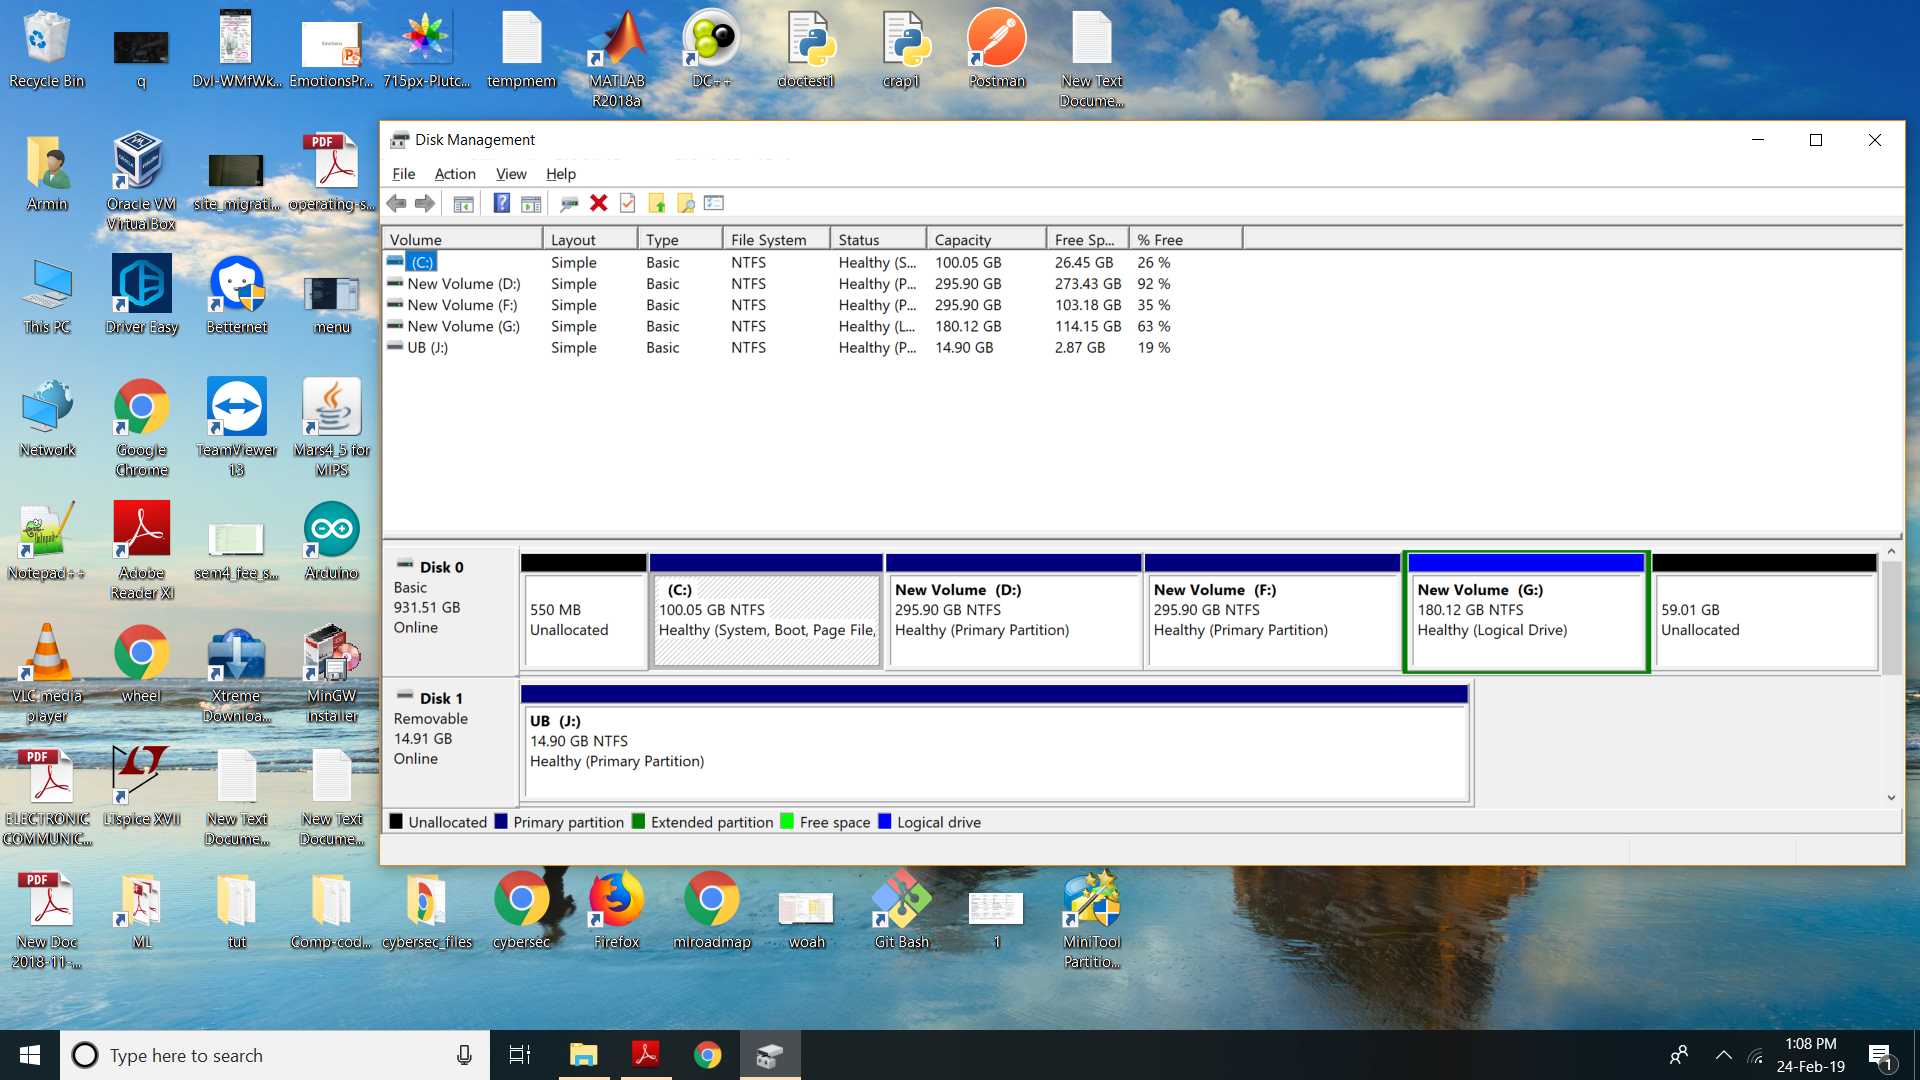 Recycle Bin
q
Dvl-WMfWk...
EmotionsPr...
715px-Plutc...
tempmem
MATLAB
R2018a
DC++
doctest1
crap1
Postman
New Text
Docume...
Disk Management
File Action View Help
Volume Layout Type File System Status Capacity Free Sp... % Free
(C:) Simple Basic NTFS Healthy (S... 100.05 GB 26.45 GB 26 %
New Volume (D:) Simple Basic NTFS Healthy (P... 295.90 GB 273.43 GB 92 %
New Volume (F:) Simple Basic NTFS Healthy (P... 295.90 GB 103.18 GB 35 %
New Volume (G:) Simple Basic NTFS Healthy (L... 180.12 GB 114.15 GB 63 %
UB (J:) Simple Basic NTFS Healthy (P... 14.90 GB 2.87 GB 19 %
Disk 0
Basic
931.51 GB
Online
550 MB
Unallocated
(C:)
100.05 GB NTFS
Healthy (System, Boot, Page File,
New Volume (D:)
295.90 GB NTFS
Healthy (Primary Partition)
New Volume (F:)
295.90 GB NTFS
Healthy (Primary Partition)
New Volume (G:)
180.12 GB NTFS
Healthy (Logical Drive)
59.01 GB
Unallocated
Disk 1
Removable
14.91 GB
Online
UB (J:)
14.90 GB NTFS
Healthy (Primary Partition)
Unallocated Primary partition Extended partition Free space Logical drive
Armin
Oracle VM
VirtualBox
site_migrati...
PDF
operating-s...
This PC
Driver Easy
Betternet
menu
Network
Google
Chrome
TeamViewer
13
Java
Mars4_5 for
MIPS
Notepad++
Adobe
Reader XI
sem4_fee_s...
Arduino
VLC media
player
wheel
Xtreme
Downloa...
MinGW
Installer
PDF
ELECTRONIC
COMMUNIC...
LTspice XVII
New Text
Docume...
New Text
Docume...
PDF
New Doc
2018-11-...
ML
tut
Comp-cod...
cybersec_files
cybersec
Firefox
mlroadmap
woah
Git Bash
1
MiniTool
Partitio...
Type here to search
1:08 PM
24-Feb-19
1